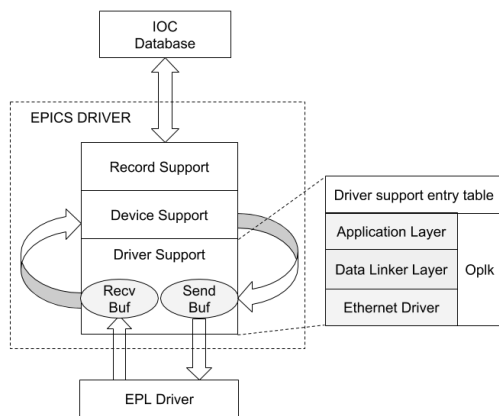 IOC
Database
EPICS DRIVER
Record Support
Device Support
Driver Support
Recv
Buf
Send
Buf
EPL Driver
Driver support entry table
Application Layer
Data Linker Layer
Ethernet Driver
Oplk